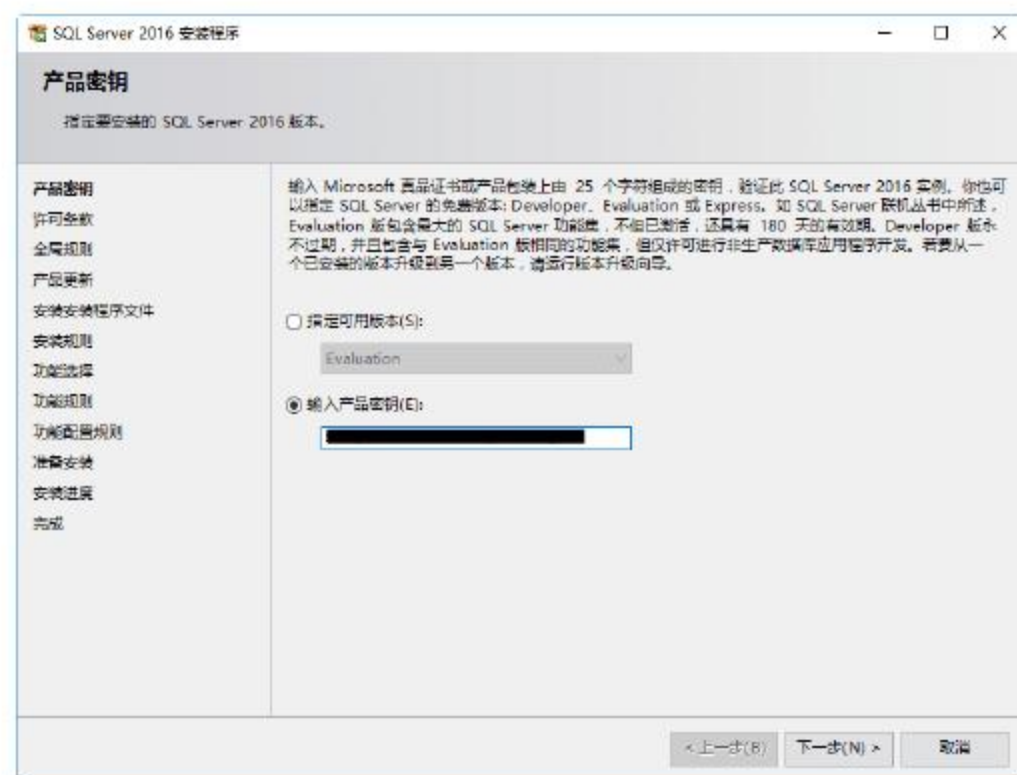 SQL Server 2016 安装程序
产品密钥
指定要安装的 SQL Server 2016 版本。
产品密钥
许可条款
全局规则
产品更新
安装安装程序文件
安装规则
功能选择
功能规则
功能配置规则
准备安装
安装进度
完成
输入 Microsoft 真品证书或产品包装上由 25 个字符组成的密钥，验证此 SQL Server 2016 实例。你也可
以指定 SQL Server 的免费版本: Developer、Evaluation 或 Express。如 SQL Server 联机丛书中所述，
Evaluation 版包含最大的 SQL Server 功能集，不但已激活，还具有 180 天的有效期。Developer 版永
不过期，并且包含与 Evaluation 版相同的功能集，但仅许可进行非生产数据库应用程序开发。若要从一
个已安装的版本升级到另一个版本，请运行版本升级向导。
指定可用版本(S):
Evaluation
输入产品密钥(E):
< 上一步(B)
下一步(N) >
取消